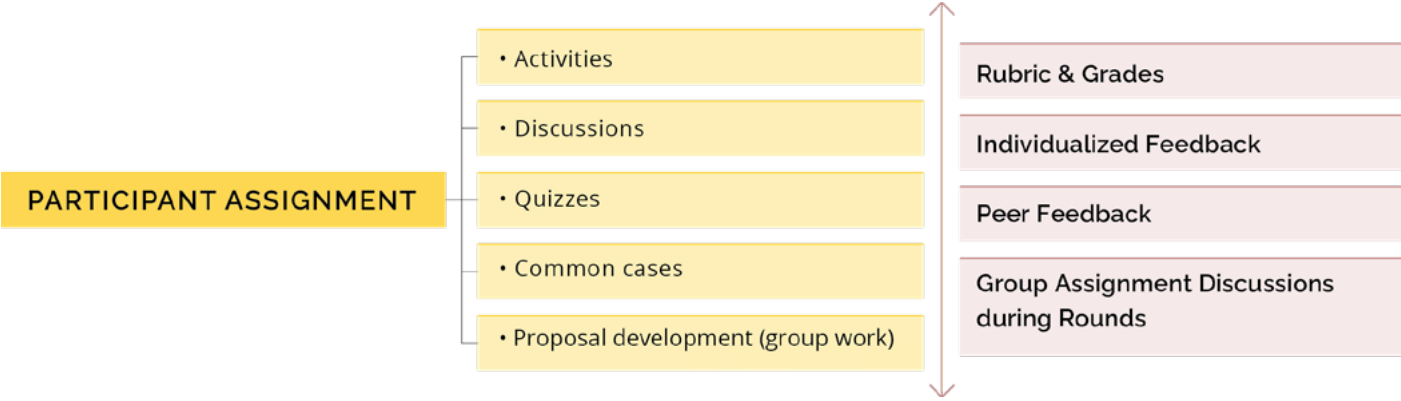 PARTICIPANT ASSIGNMENT
• Activities
• Discussions
• Quizzes
• Common cases
• Proposal development (group work)
Rubric & Grades
Individualized Feedback
Peer Feedback
Group Assignment Discussions
during Rounds